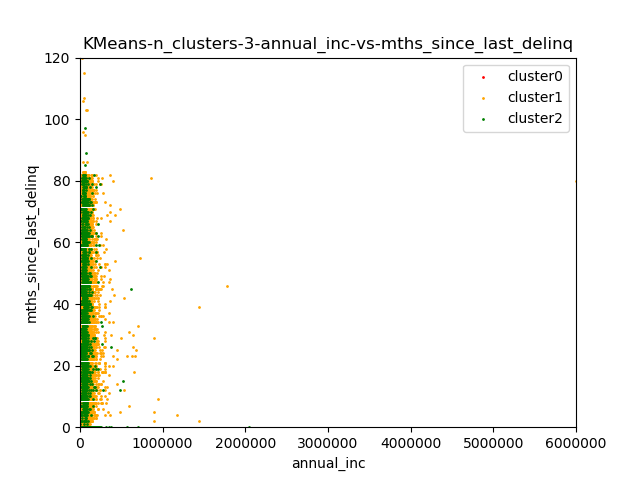 KMeans-n_clusters-3-annual_inc-vs-mths_since_last_delinq
120
100
80
60
40
20
0
mths_since_last_delinq
cluster0
cluster1
cluster2
0 1000000 2000000 3000000 4000000 5000000 6000000
annual_inc